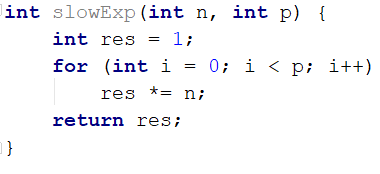 int slowExp(int n, int p) {
    int res = 1;
    for (int i = 0; i < p; i++)
        res *= n;
    return res;
}